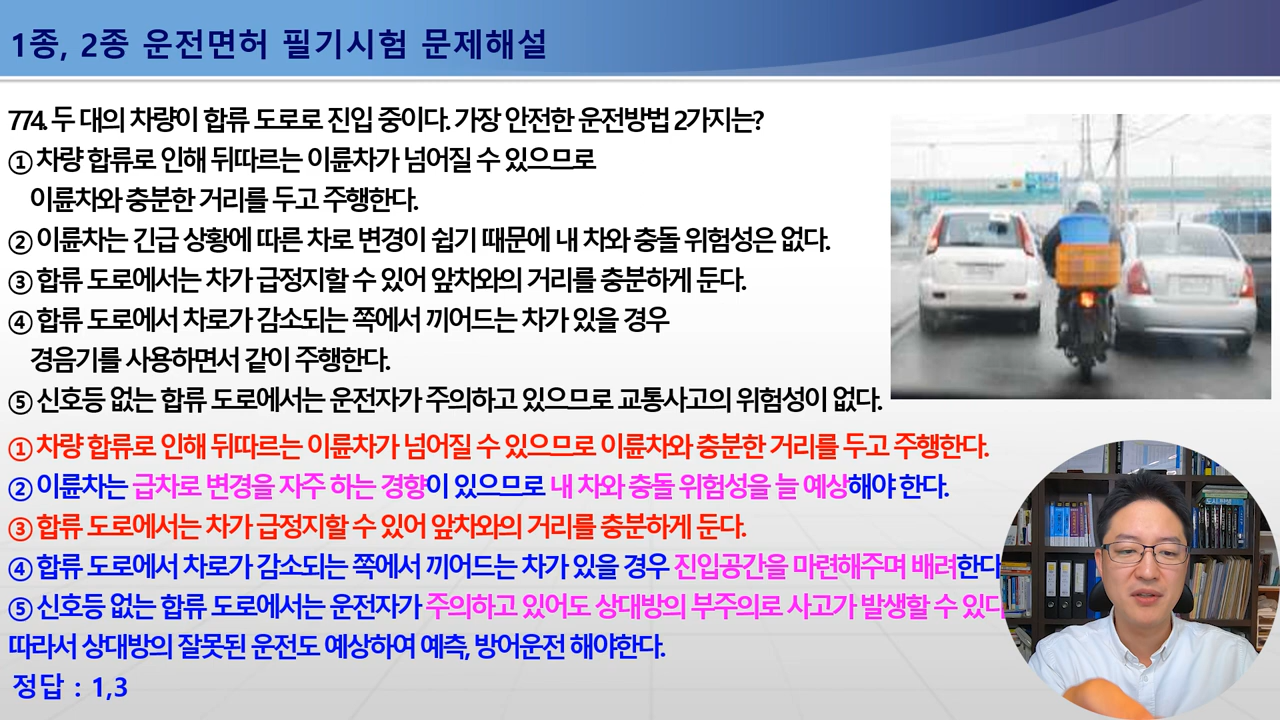 1종, 2종 운전면허 필기시험 문제해설
774. 두 대의 차량이 합류 도로로 진입 중이다. 가장 안전한 운전방법 2가지는?
① 차량 합류로 인해 뒤따르는 이륜차가 넘어질 수 있으므로
이륜차와 충분한 거리를 두고 주행한다.
② 이륜차는 긴급 상황에 따른 차로 변경이 쉽기 때문에 내 차와 충돌 위험성은 없다.
③ 합류 도로에서는 차가 급정지할 수 있어 앞차와의 거리를 충분하게 둔다.
④ 합류 도로에서 차로가 감소되는 쪽에서 끼어드는 차가 있을 경우
경음기를 사용하면서 같이 주행한다.
⑤ 신호등 없는 합류 도로에서는 운전자가 주의하고 있으므로 교통사고의 위험성이 없다.
① 차량 합류로 인해 뒤따르는 이륜차가 넘어질 수 있으므로 이륜차와 충분한 거리를 두고 주행한다.
② 이륜차는 급차로 변경을 자주 하는 경향이 있으므로 내 차와 충돌 위험성을 늘 예상해야 한다.
③ 합류 도로에서는 차가 급정지할 수 있어 앞차와의 거리를 충분하게 둔다.
④ 합류 도로에서 차로가 감소되는 쪽에서 끼어드는 차가 있을 경우 진입공간을 마련해주며 배려한다
⑤ 신호등 없는 합류 도로에서는 운전자가 주의하고 있어도 상대방의 부주의로 사고가 발생할 수 있다
따라서 상대방의 잘못된 운전도 예상하여 예측, 방어운전 해야한다.
정답 : 1,3